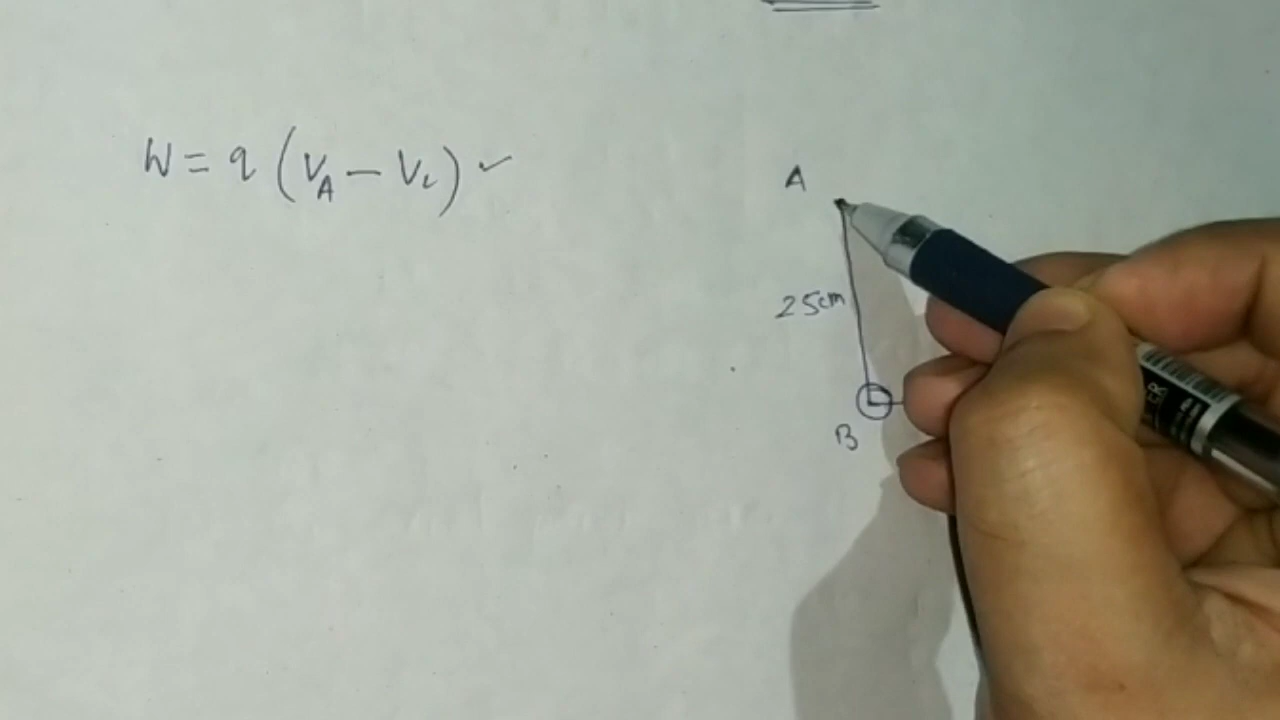 W = q (V_A − V_C) ✓
A
25cm
B